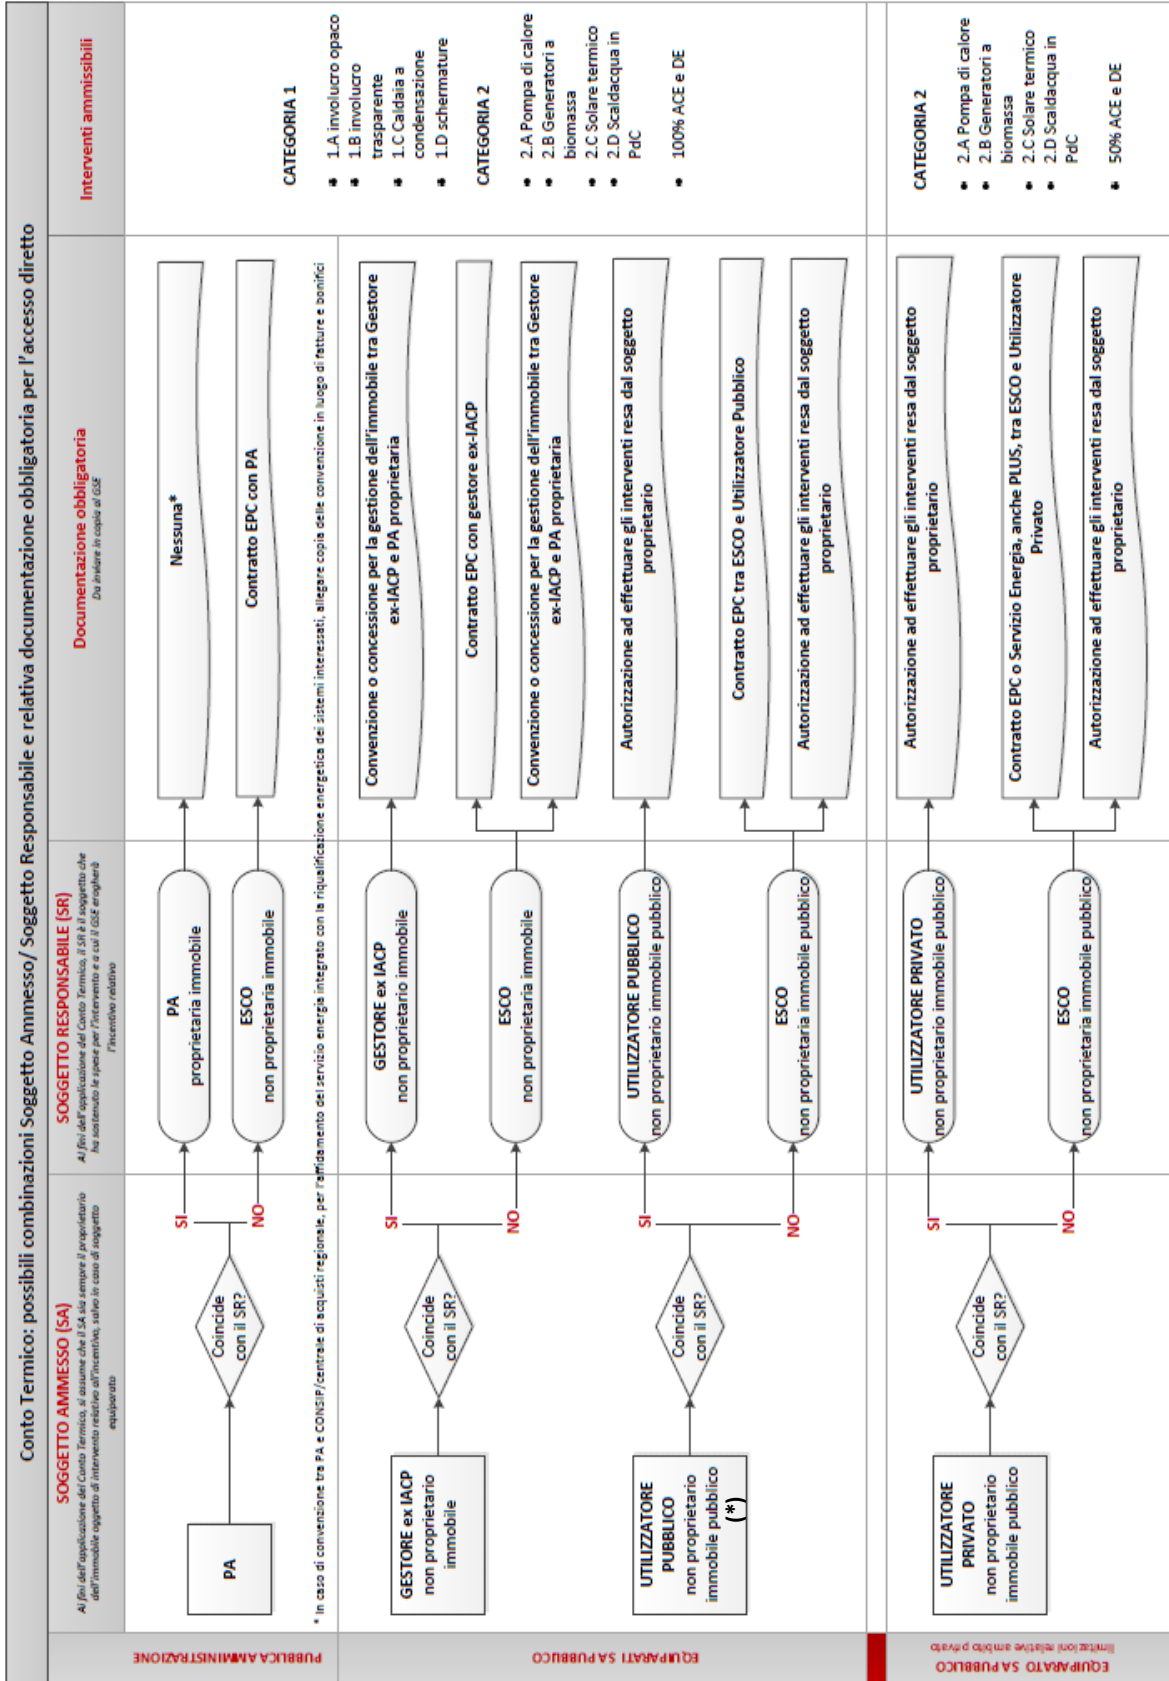 Conto Termico: possibili combinazioni Soggetto Ammesso/ Soggetto Responsabile e relativa documentazione obbligatoria per l'accesso diretto
SOGGETTO AMMESSO (SA)
Ai fini dell'applicazione del Conto Termico, si assume che il SA sia sempre il proprietario
dell'immobile oggetto di intervento relativo all'incentivo, salvo in caso di soggetto
equiparato
SOGGETTO RESPONSABILE (SR)
Ai fini dell'applicazione del Conto Termico, il SR è il soggetto che
ha sostenuto le spese per l'intervento e a cui il GSE erogherà
l'incentivo relativo
Documentazione obbligatoria
Da inviare in copia al GSE
Interventi ammissibili
PUBBLICA AMMINISTRAZIONE
PA
Coincide
con il SR?
SI
NO
PA
proprietaria immobile
ESCO
non proprietaria immobile
Nessuna*
Contratto EPC con PA
* In caso di convenzione tra PA e CONSIP/centrale di acquisti regionale, per l'affidamento del servizio energia integrato con la riqualificazione energetica dei sistemi interessati, allegare copia delle convenzione in luogo di fatture e bonifici
EQUIPARATI SA PUBBLICO
GESTORE ex IACP
non proprietario
immobile
Coincide
con il SR?
SI
NO
GESTORE ex IACP
non proprietario immobile
ESCO
non proprietaria immobile
Convenzione o concessione per la gestione dell'immobile tra Gestore
ex-IACP e PA proprietaria
Contratto EPC con gestore ex-IACP
Convenzione o concessione per la gestione dell'immobile tra Gestore
ex-IACP e PA proprietaria
UTILIZZATORE
PUBBLICO
non proprietario
immobile pubblico
(*)
Coincide
con il SR?
SI
NO
UTILIZZATORE PUBBLICO
non proprietario immobile pubblico
ESCO
non proprietaria immobile pubblico
Autorizzazione ad effettuare gli interventi resa dal soggetto
proprietario
Contratto EPC tra ESCO e Utilizzatore Pubblico
Autorizzazione ad effettuare gli interventi resa dal soggetto
proprietario
CATEGORIA 1
• 1.A involucro opaco
• 1.B involucro
trasparente
• 1.C Caldaia a
condensazione
• 1.D schermature
CATEGORIA 2
• 2.A Pompa di calore
• 2.B Generatori a
biomassa
• 2.C Solare termico
• 2.D Scaldacqua in
PdC
• 100% ACE e DE
EQUIPARATO SA PUBBLICO
limitazioni relative ambito privato
UTILIZZATORE
PRIVATO
non proprietario
immobile pubblico
Coincide
con il SR?
SI
NO
UTILIZZATORE PRIVATO
non proprietario immobile pubblico
ESCO
non proprietaria immobile pubblico
Autorizzazione ad effettuare gli interventi resa dal soggetto
proprietario
Contratto EPC o Servizio Energia, anche PLUS, tra ESCO e Utilizzatore
Privato
Autorizzazione ad effettuare gli interventi resa dal soggetto
proprietario
CATEGORIA 2
• 2.A Pompa di calore
• 2.B Generatori a
biomassa
• 2.C Solare termico
• 2.D Scaldacqua in
PdC
• 50% ACE e DE